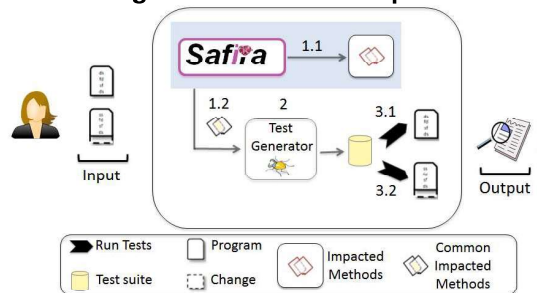 Safira
1.1
1.2
2
Test
Generator
3.1
3.2
Input
Output
Run Tests
Program
Impacted
Methods
Common
Impacted
Methods
Test suite
Change